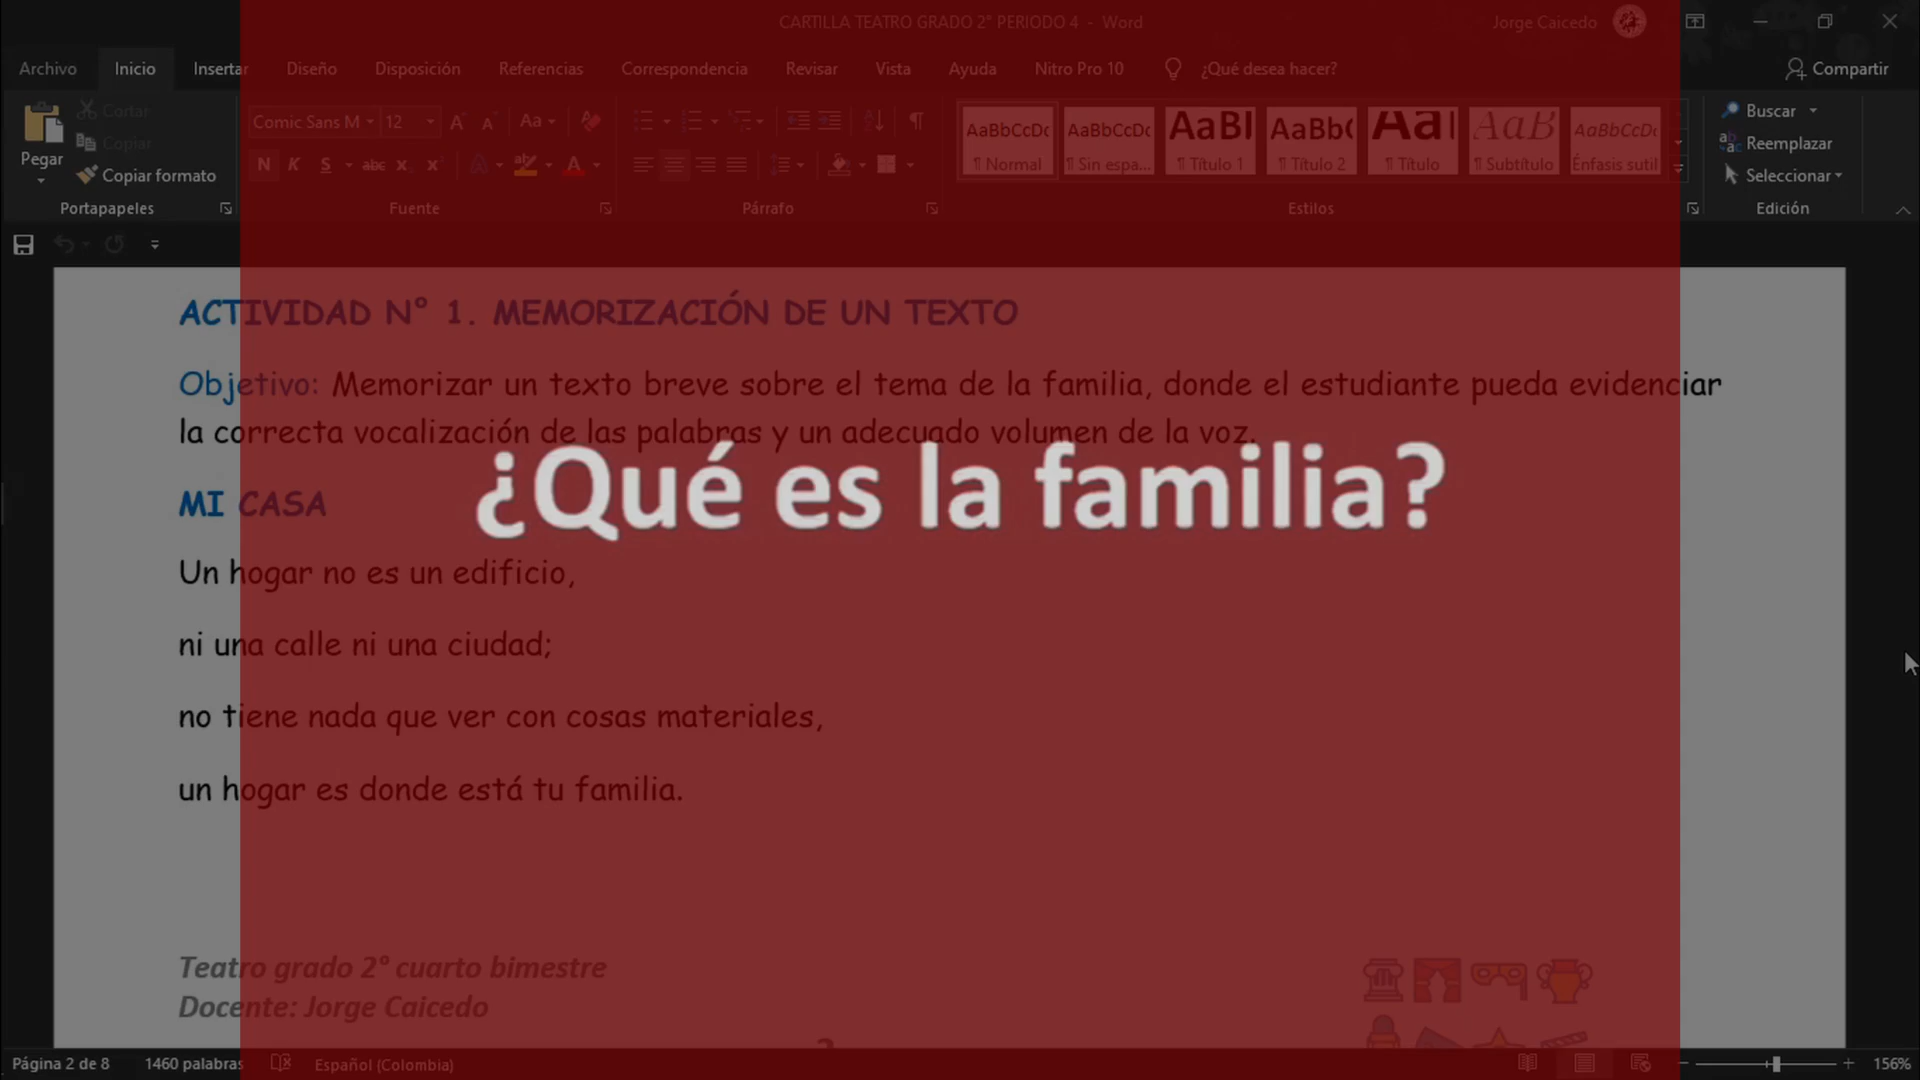 CARTILLA TEATRO GRADO 2° PERIODO 4 - Word
Jorge Caicedo
Archivo Inicio Insertar Diseño Disposición Referencias Correspondencia Revisar Vista Ayuda Nitro Pro 10 ¿Qué desea hacer? Compartir
Pegar
Cortar
Copiar
Copiar formato
Portapapeles
Comic Sans M 12
Fuente
Párrafo
AaBbCcDc AaBbCcDc AaBl AaBb( AaI AaB AaBbCcDc
¶ Normal ¶ Sin espa... ¶ Título 1 ¶ Título 2 ¶ Título ¶ Subtítulo Énfasis sutil
Estilos
Buscar
Reemplazar
Seleccionar
Edición
ACTIVIDAD N° 1. MEMORIZACIÓN DE UN TEXTO
Objetivo: Memorizar un texto breve sobre el tema de la familia, donde el estudiante pueda evidenciar
la correcta vocalización de las palabras y un adecuado volumen de la voz.
¿Qué es la familia?
MI CASA
Un hogar no es un edificio,
ni una calle ni una ciudad;
no tiene nada que ver con cosas materiales,
un hogar es donde está tu familia.
Teatro grado 2° cuarto bimestre
Docente: Jorge Caicedo
Página 2 de 8 1460 palabras Español (Colombia) 156%